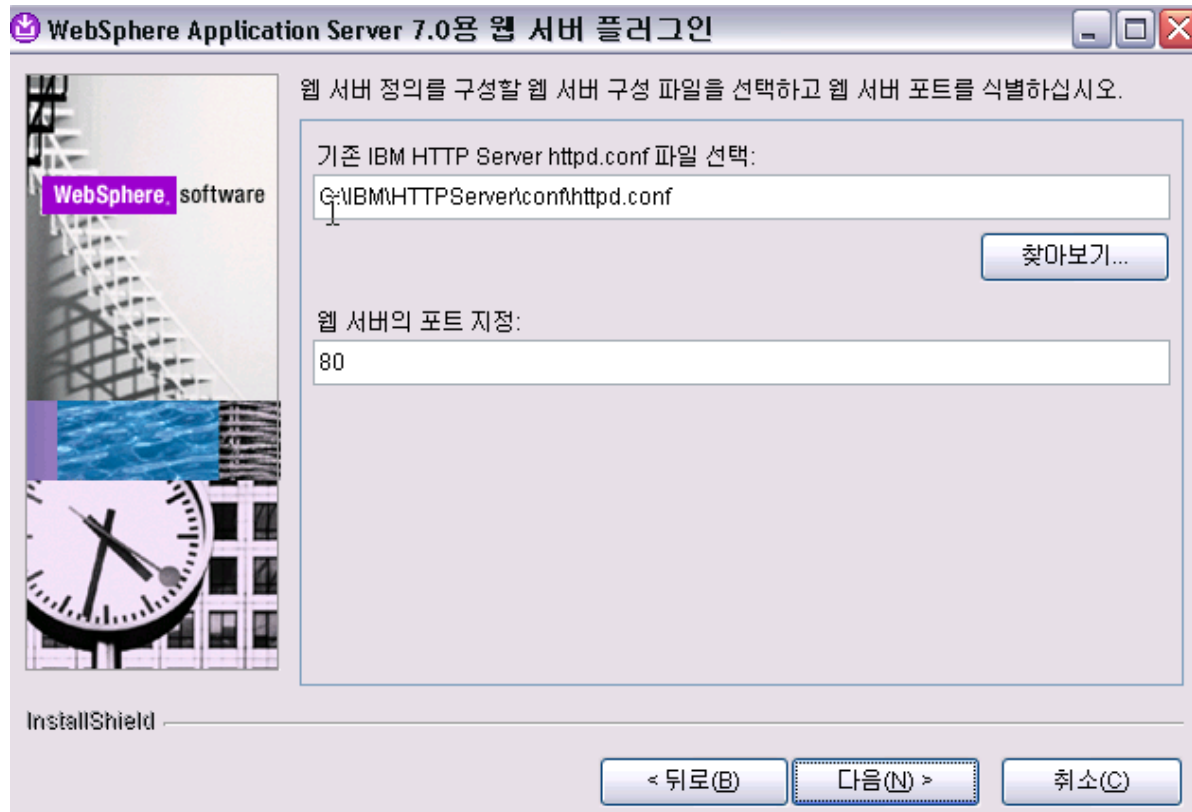 WebSphere Application Server 7.0용 웹 서버 플러그인
웹 서버 정의를 구성할 웹 서버 구성 파일을 선택하고 웹 서버 포트를 식별하십시오.
WebSphere. software
기존 IBM HTTP Server httpd.conf 파일 선택:
G:\IBM\HTTPServer\conf\httpd.conf
찾아보기...
웹 서버의 포트 지정:
80
InstallShield
< 뒤로(B)
다음(N) >
취소(C)